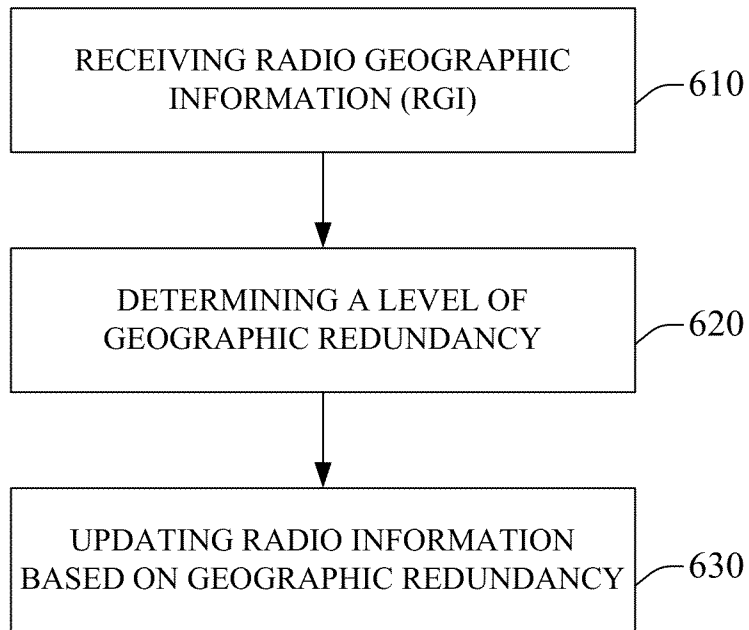 RECEIVING RADIO GEOGRAPHIC
INFORMATION (RGI)
610
DETERMINING A LEVEL OF
GEOGRAPHIC REDUNDANCY
620
UPDATING RADIO INFORMATION
BASED ON GEOGRAPHIC REDUNDANCY
630